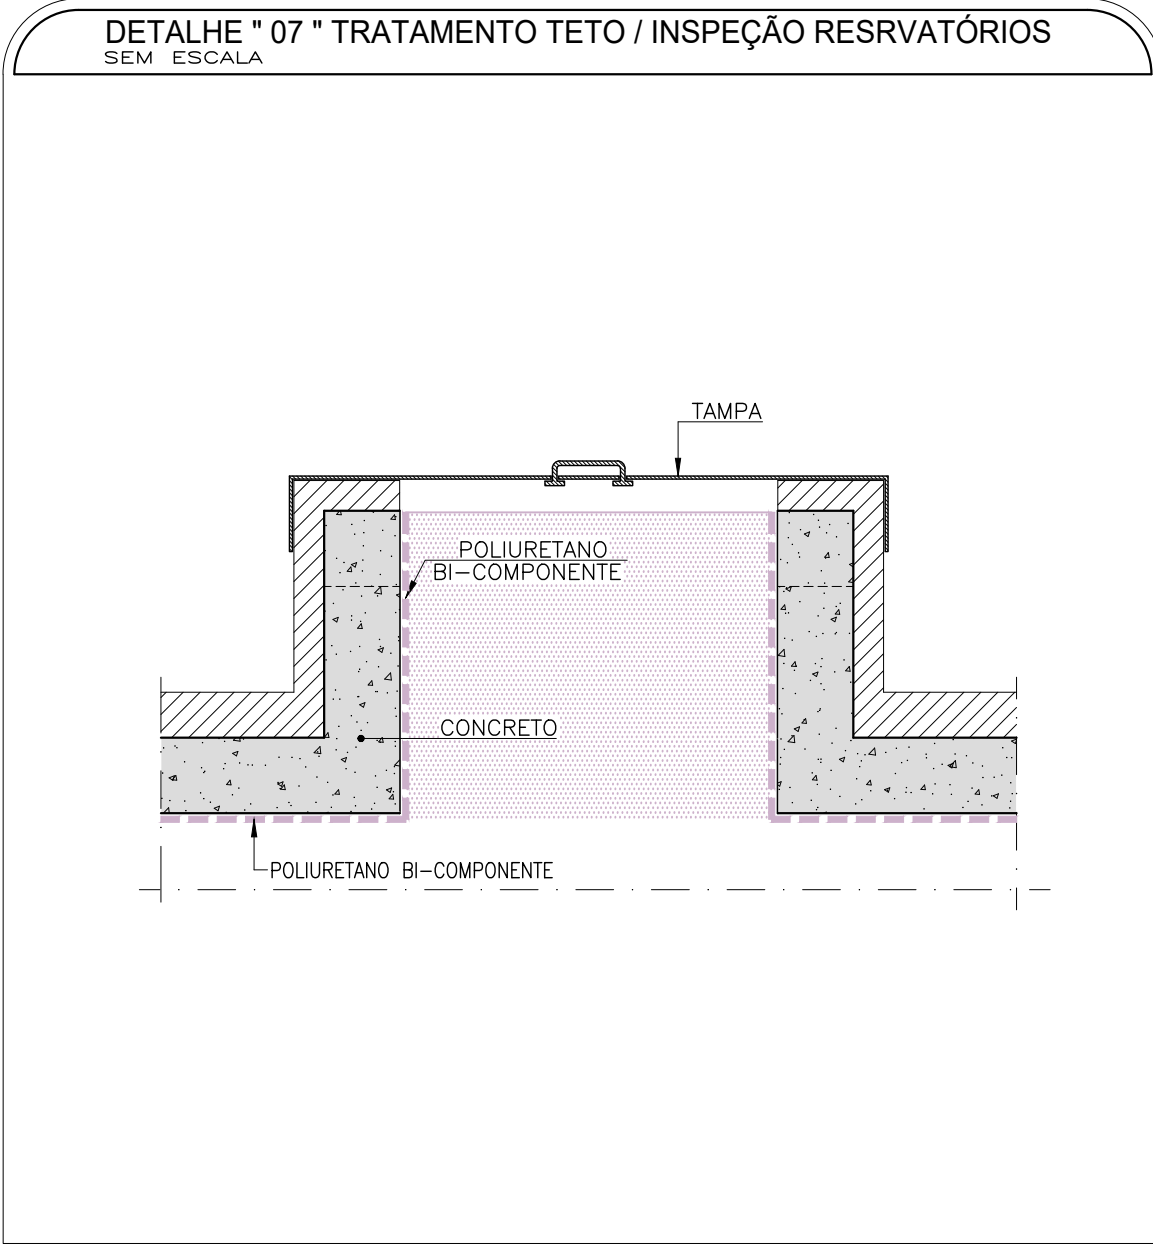 DETALHE " 07 " TRATAMENTO TETO / INSPEÇÃO RESRVATÓRIOS
SEM ESCALA
TAMPA
POLIURETANO
BI-COMPONENTE
CONCRETO
POLIURETANO BI-COMPONENTE